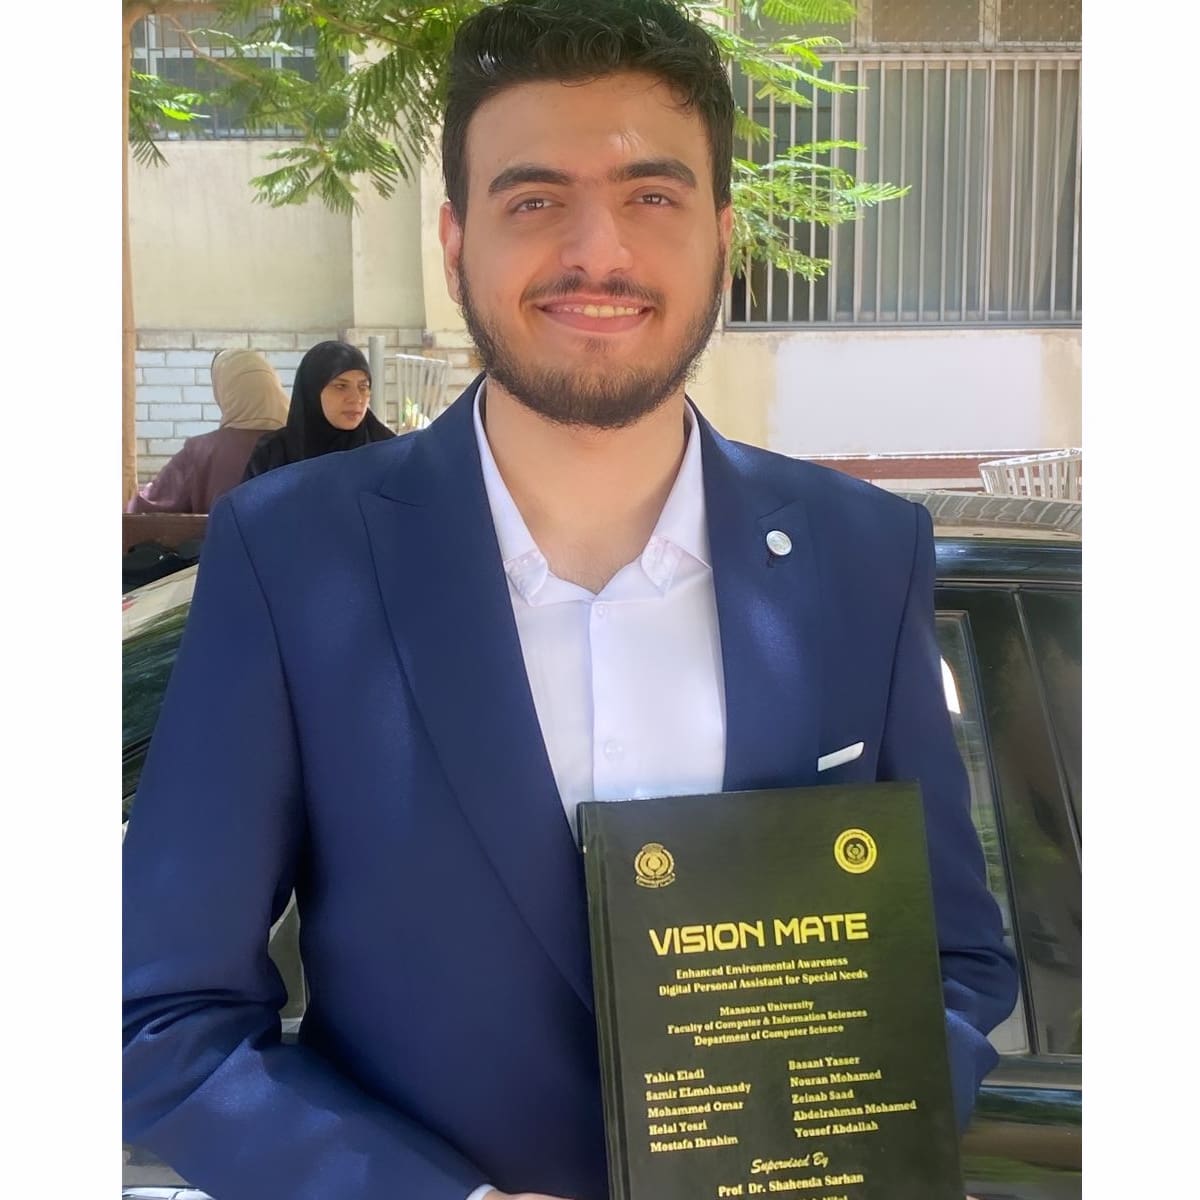 VISION MATE
Enhanced Environmental Awareness
Digital Personal Assistant for Special Needs
Mansoura University
Faculty of Computer & Information Sciences
Department of Computer Science
Yahia Eladl
Samir ELmohamady
Mohammed Omar
Helal Yosri
Mostafa Ibrahim
Basant Yasser
Nouran Mohamed
Zeinab Saad
Abdelrahman Mohamed
Yousef Abdallah
Supervised By
Prof. Dr. Shahenda Sarhan